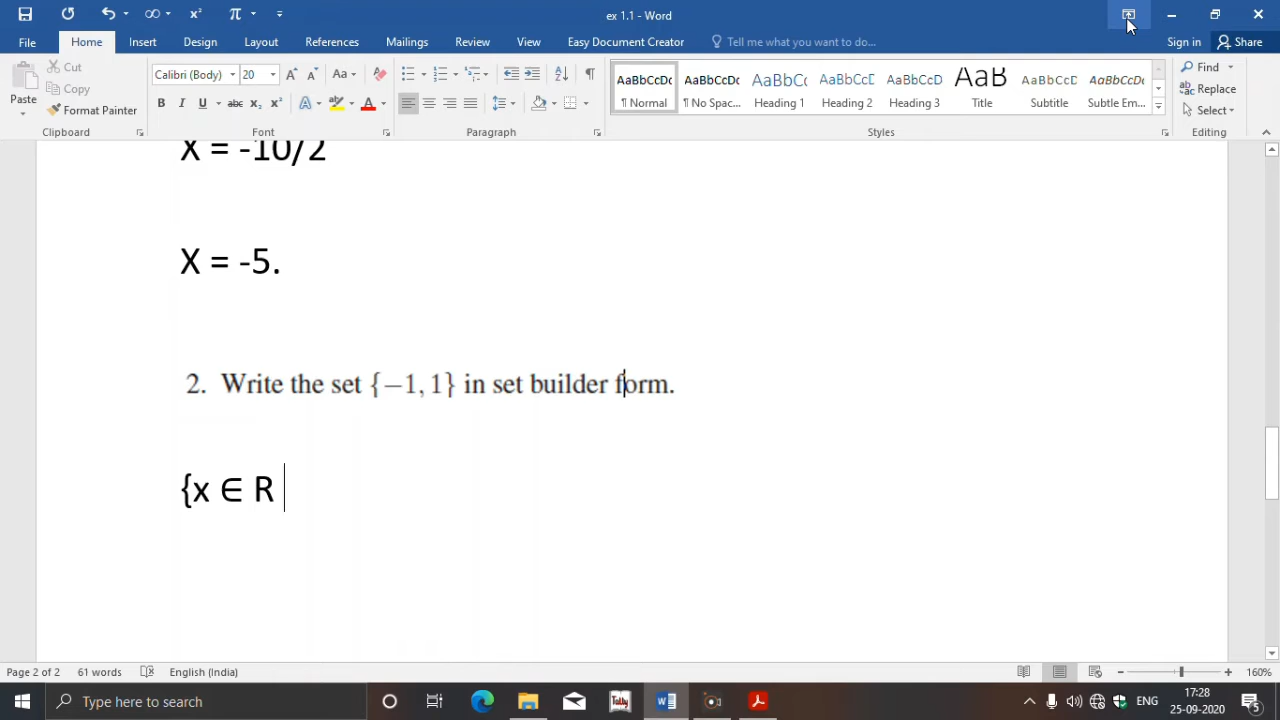 ex 1.1 - Word
File Home Insert Design Layout References Mailings Review View Easy Document Creator Tell me what you want to do... Sign in Share
Paste
Cut
Copy
Format Painter
Calibri (Body) 20
AaBbCcDc AaBbCcDc AaBbCc AaBbCcC AaBbCcD AaB AaBbCcD AaBbCcDc
¶ Normal ¶ No Spac... Heading Heading 2 Heading 3 Title Subtitle Subtle Em...
Find
Replace
Select
Clipboard Font Paragraph Styles Editing
X = -10/2
X = -5.
2. Write the set {−1, 1} in set builder form.
{x ∈ R
Page 2 of 2 61 words English (India) 160%
Type here to search
ENG
17:28
25-09-2020
5